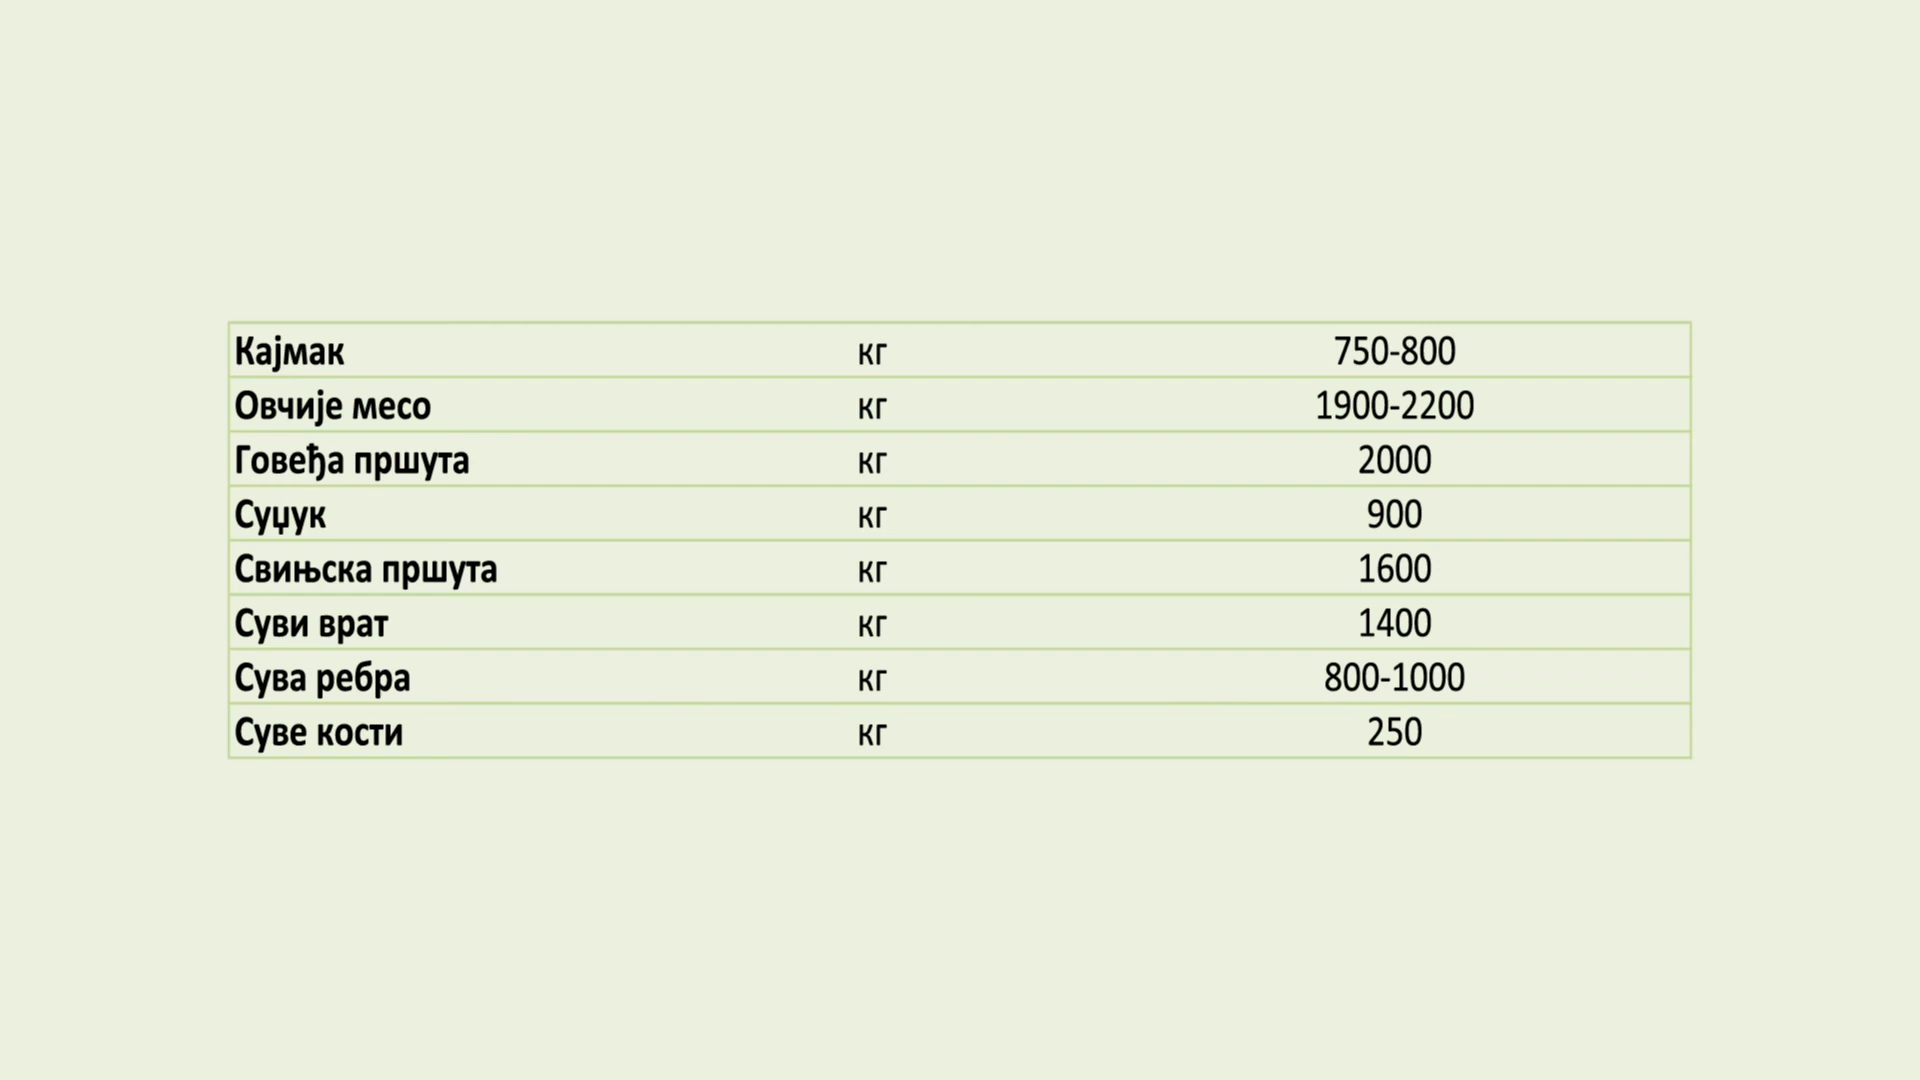 Кајмак кг 750-800
Овчије месо кг 1900-2200
Говеђа пршута кг 2000
Суџук кг 900
Свињска пршута кг 1600
Суви врат кг 1400
Сува ребра кг 800-1000
Суве кости кг 250